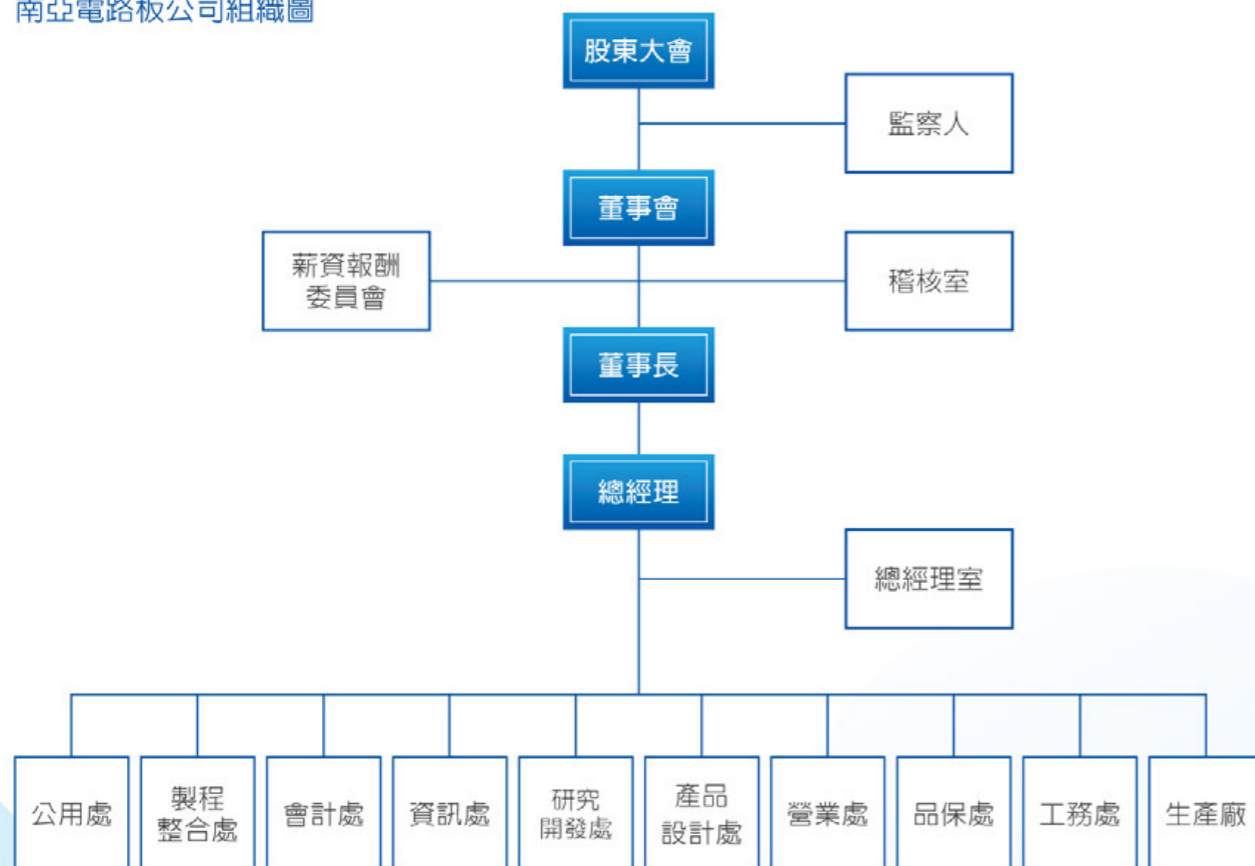 南亞電路板公司組織圖
股東大會
監察人
董事會
薪資報酬
委員會
稽核室
董事長
總經理
總經理室
公用處
製程
整合處
會計處
資訊處
研究
開發處
產品
設計處
營業處
品保處
工務處
生產廠